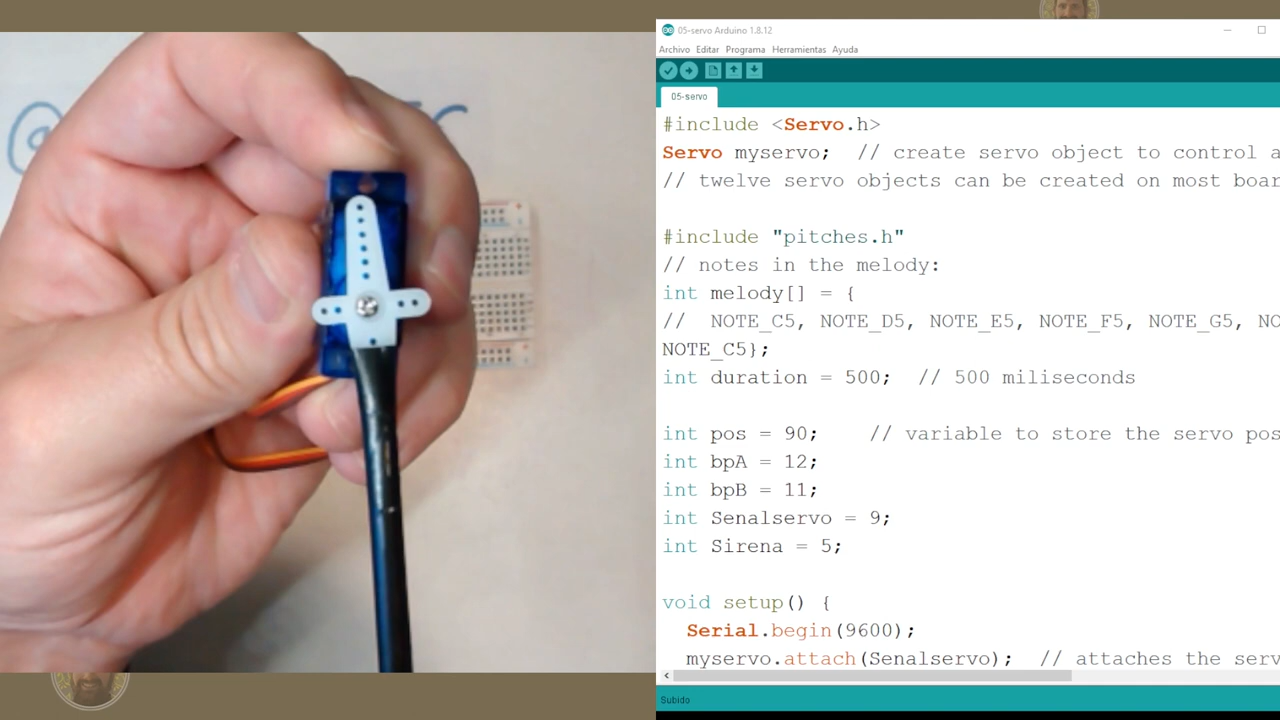 05-servo Arduino 1.8.12
Archivo Editar Programa Herramientas Ayuda
05-servo
#include <Servo.h>
Servo myservo;  // create servo object to control a
// twelve servo objects can be created on most boar
#include "pitches.h"
// notes in the melody:
int melody[] = {
//  NOTE_C5, NOTE_D5, NOTE_E5, NOTE_F5, NOTE_G5, NO
NOTE_C5};
int duration = 500;  // 500 miliseconds
int pos = 90;    // variable to store the servo pos
int bpA = 12;
int bpB = 11;
int Senalservo = 9;
int Sirena = 5;
void setup() {
  Serial.begin(9600);
  myservo.attach(Senalservo);  // attaches the serv
Subido